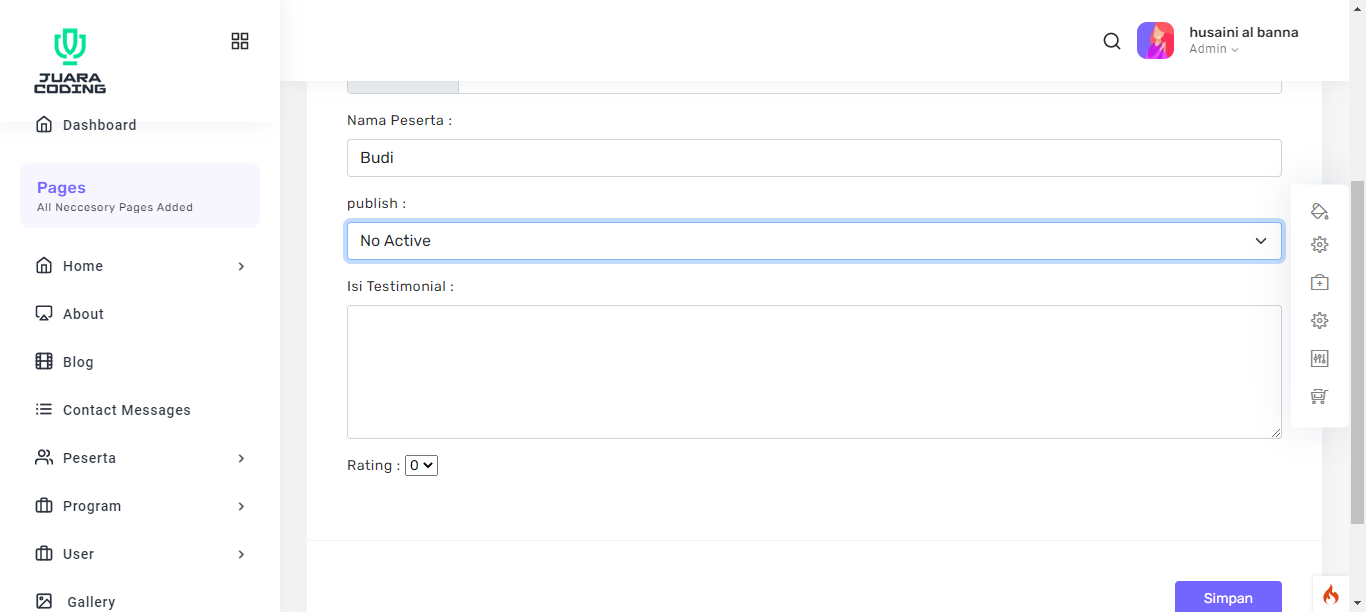 JUARA
CODING
husaini al banna
Admin
Dashboard
Pages
All Neccesory Pages Added
Home
About
Blog
Contact Messages
Peserta
Program
User
Gallery
Nama Peserta :
Budi
publish :
No Active
Isi Testimonial :
Rating : 0
Simpan